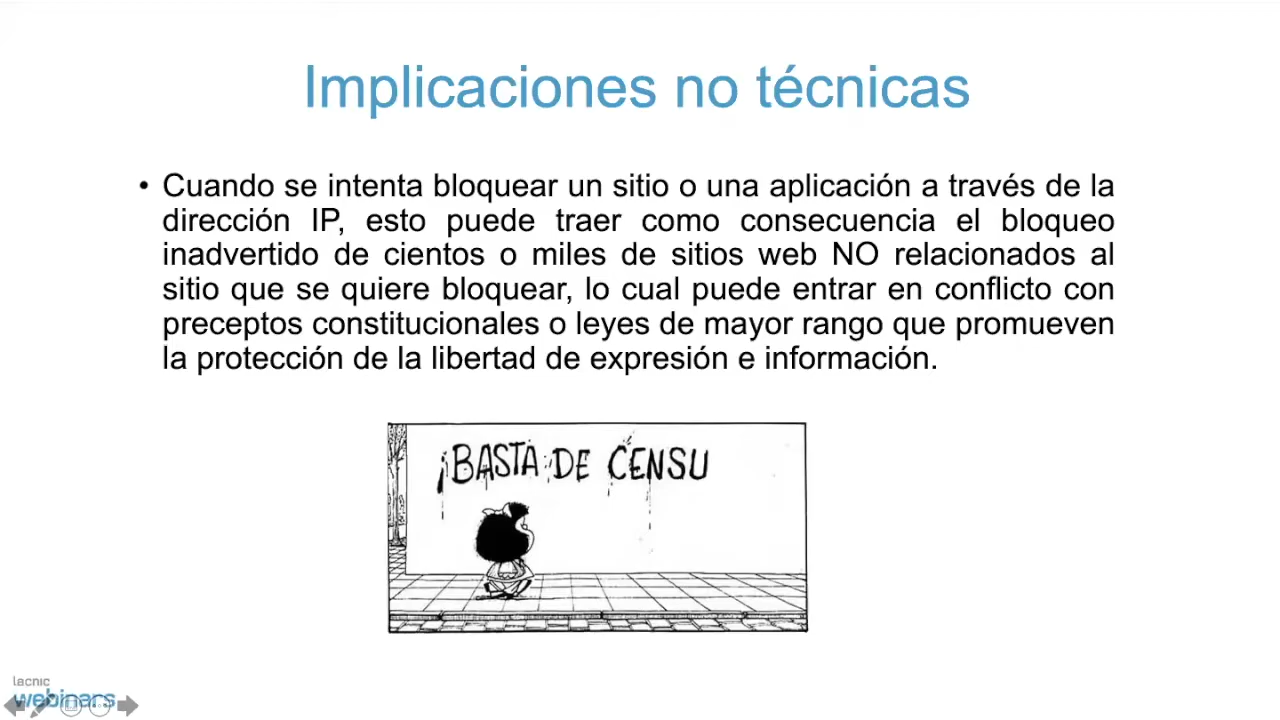 Implicaciones no técnicas
• Cuando se intenta bloquear un sitio o una aplicación a través de la
dirección IP, esto puede traer como consecuencia el bloqueo
inadvertido de cientos o miles de sitios web NO relacionados al
sitio que se quiere bloquear, lo cual puede entrar en conflicto con
preceptos constitucionales o leyes de mayor rango que promueven
la protección de la libertad de expresión e información.
¡BASTA DE CENSU
lacnic
webinars